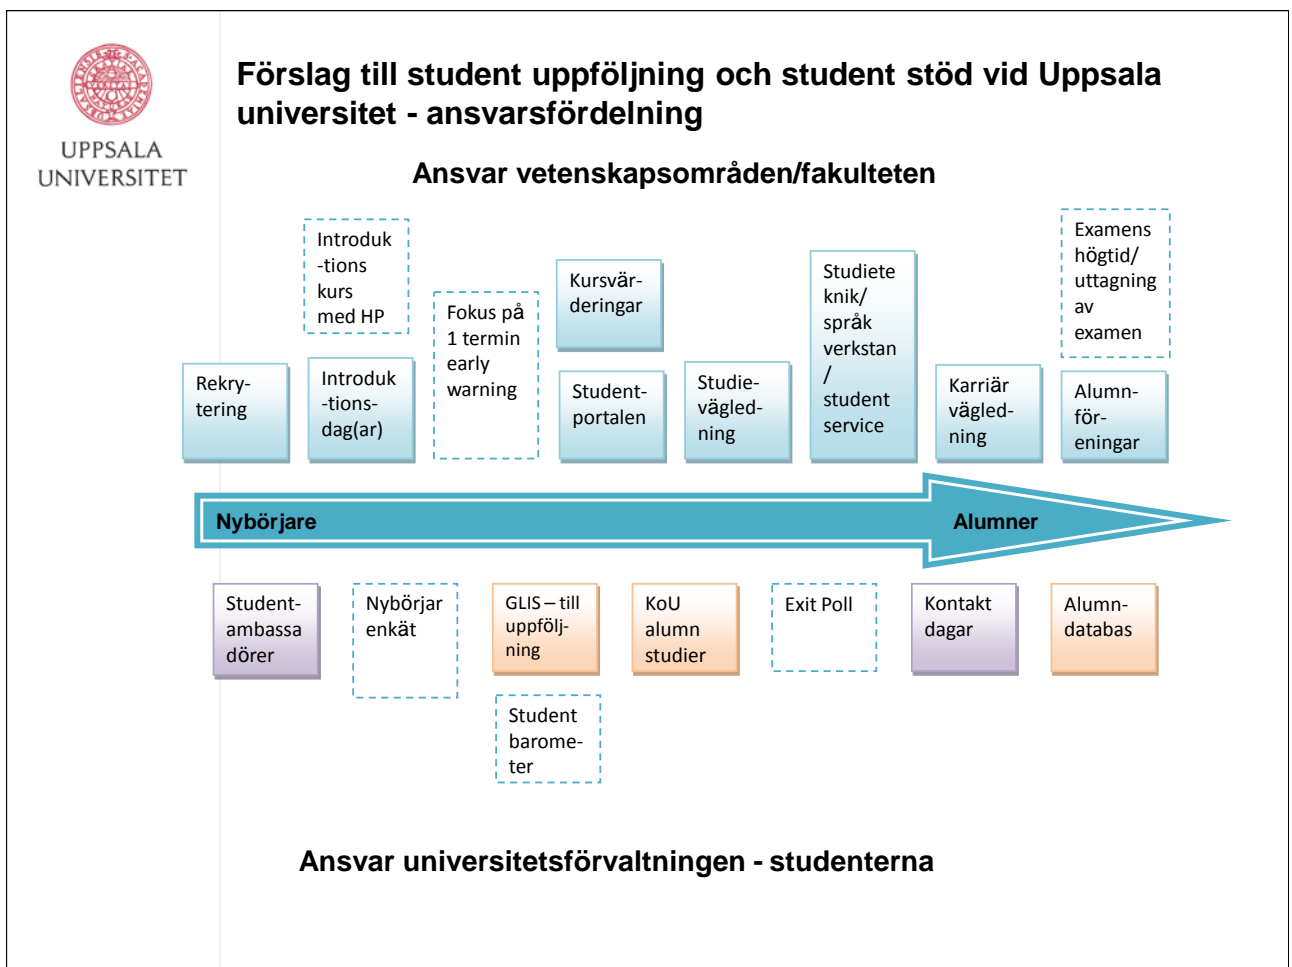 UPPSALA
UNIVERSITET
Förslag till student uppföljning och student stöd vid Uppsala
universitet - ansvarsfördelning
Ansvar vetenskapsområden/fakulteten
Rekry-
tering
Introduk
-tions
kurs
med HP
Introduk
-tions-
dag(ar)
Fokus på
1 termin
early
warning
Kursvär-
deringar
Student-
portalen
Studie-
vägled-
ning
Studiete
knik/
språk
verkstan
/
student
service
Karriär
vägled-
ning
Examens
högtid/
uttagning
av
examen
Alumn-
för-
eningar
Nybörjare
Alumner
Student-
ambassa
dörer
Nybörjar
enkät
GLIS – till
uppfölj-
ning
Student
barome-
ter
KoU
alumn
studier
Exit Poll
Kontakt
dagar
Alumn-
databas
Ansvar universitetsförvaltningen - studenterna